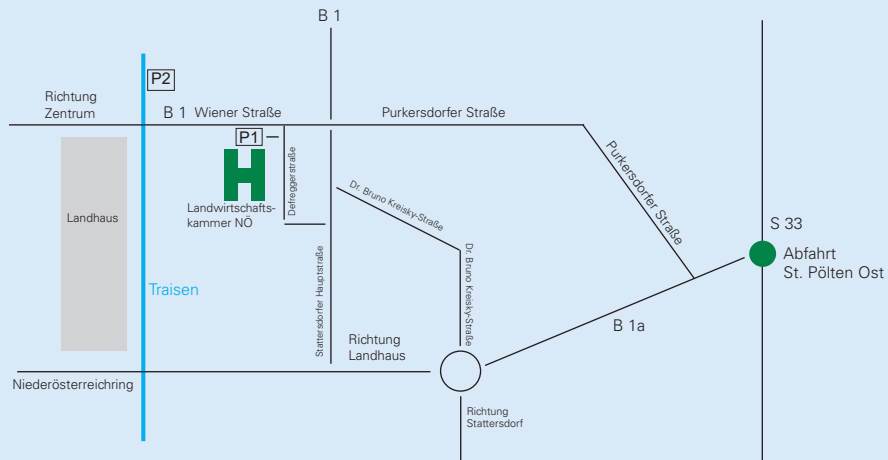 B 1
P2
Richtung
Zentrum
B 1 Wiener Straße
Purkersdorfer Straße
P1
Defreggerstraße
Landwirtschafts-
kammer NÖ
Landhaus
Dr. Bruno Kreisky-Straße
Purkersdorfer Straße
S 33
Abfahrt
St. Pölten Ost
Traisen
Stattersdorfer Hauptstraße
Dr. Bruno Kreisky-Straße
B 1a
Richtung
Landhaus
Niederösterreichring
Richtung
Stattersdorf